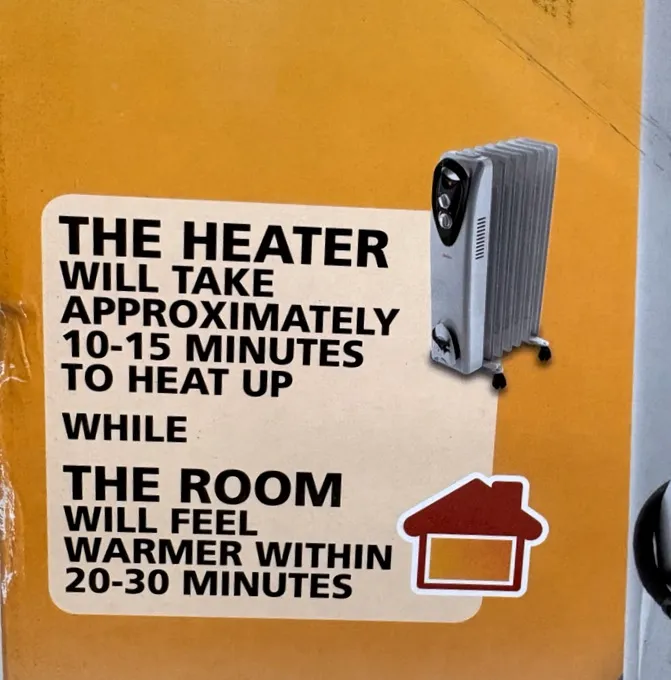 THE HEATER
WILL TAKE
APPROXIMATELY
10-15 MINUTES
TO HEAT UP
WHILE
THE ROOM
WILL FEEL
WARMER WITHIN
20-30 MINUTES